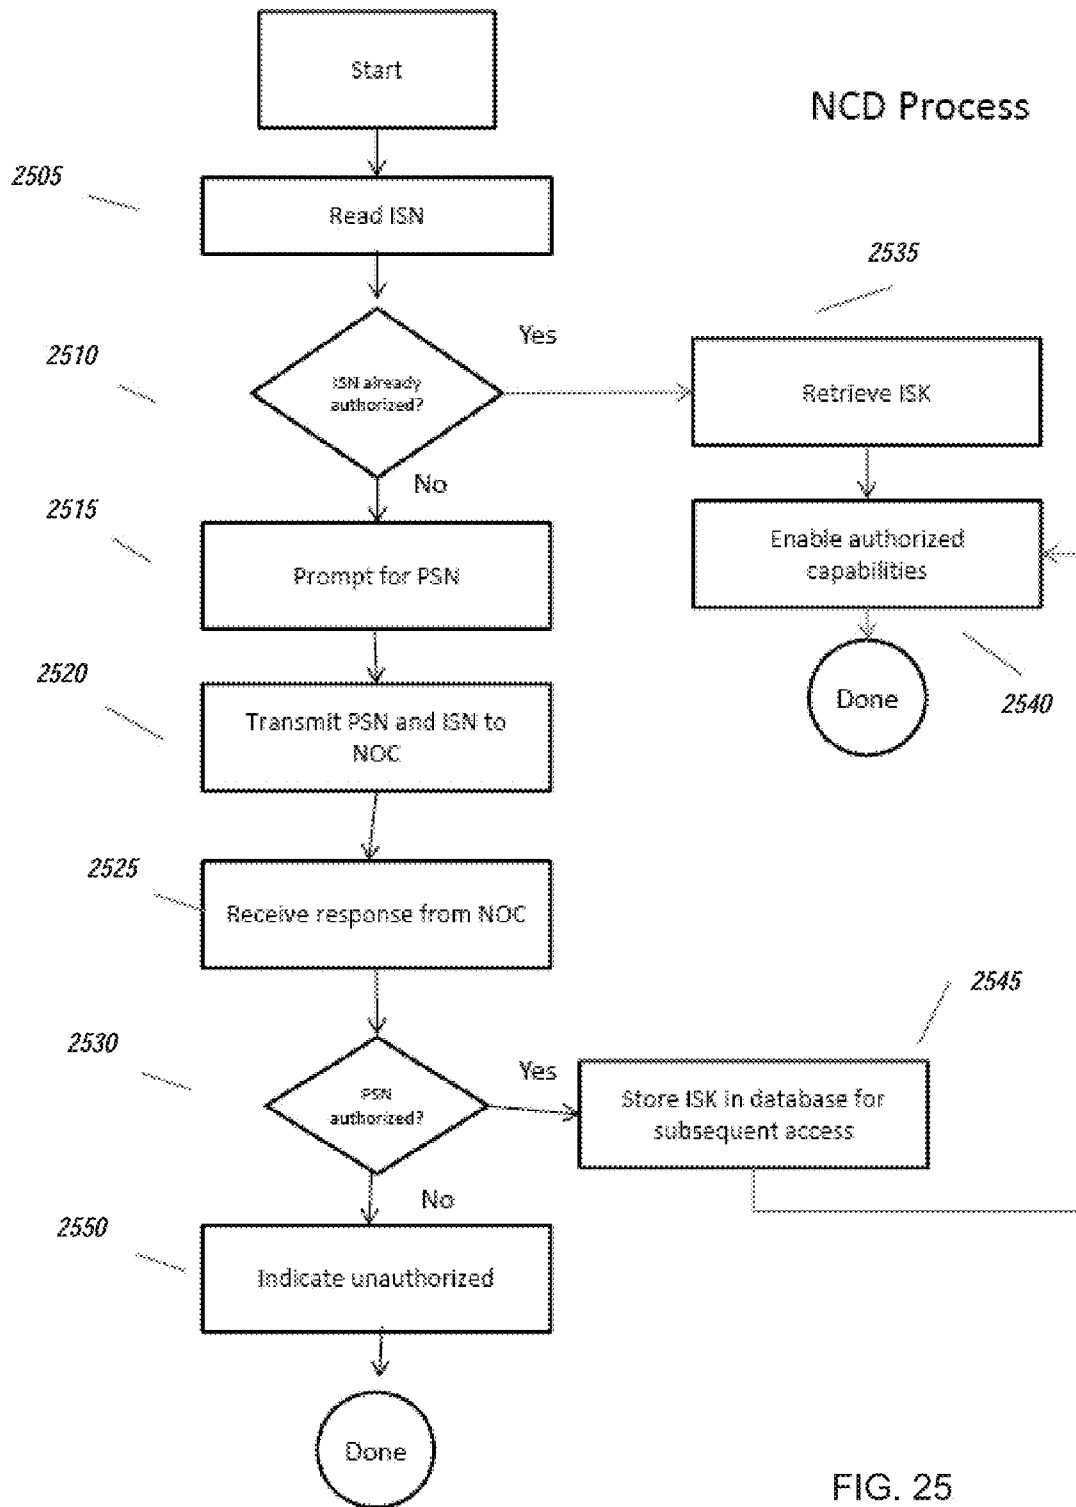 Start
NCD Process
2505
Read ISN
2535
2510
Yes
ISN already
authorized?
Retrieve ISK
No
2515
Prompt for PSN
Enable authorized
capabilities
2520
Transmit PSN and ISN to
NOC
Done
2540
2525
Receive response from NOC
2545
2530
PSN
authorized?
Yes
Store ISK in database for
subsequent access
No
2550
Indicate unauthorized
Done
FIG. 25